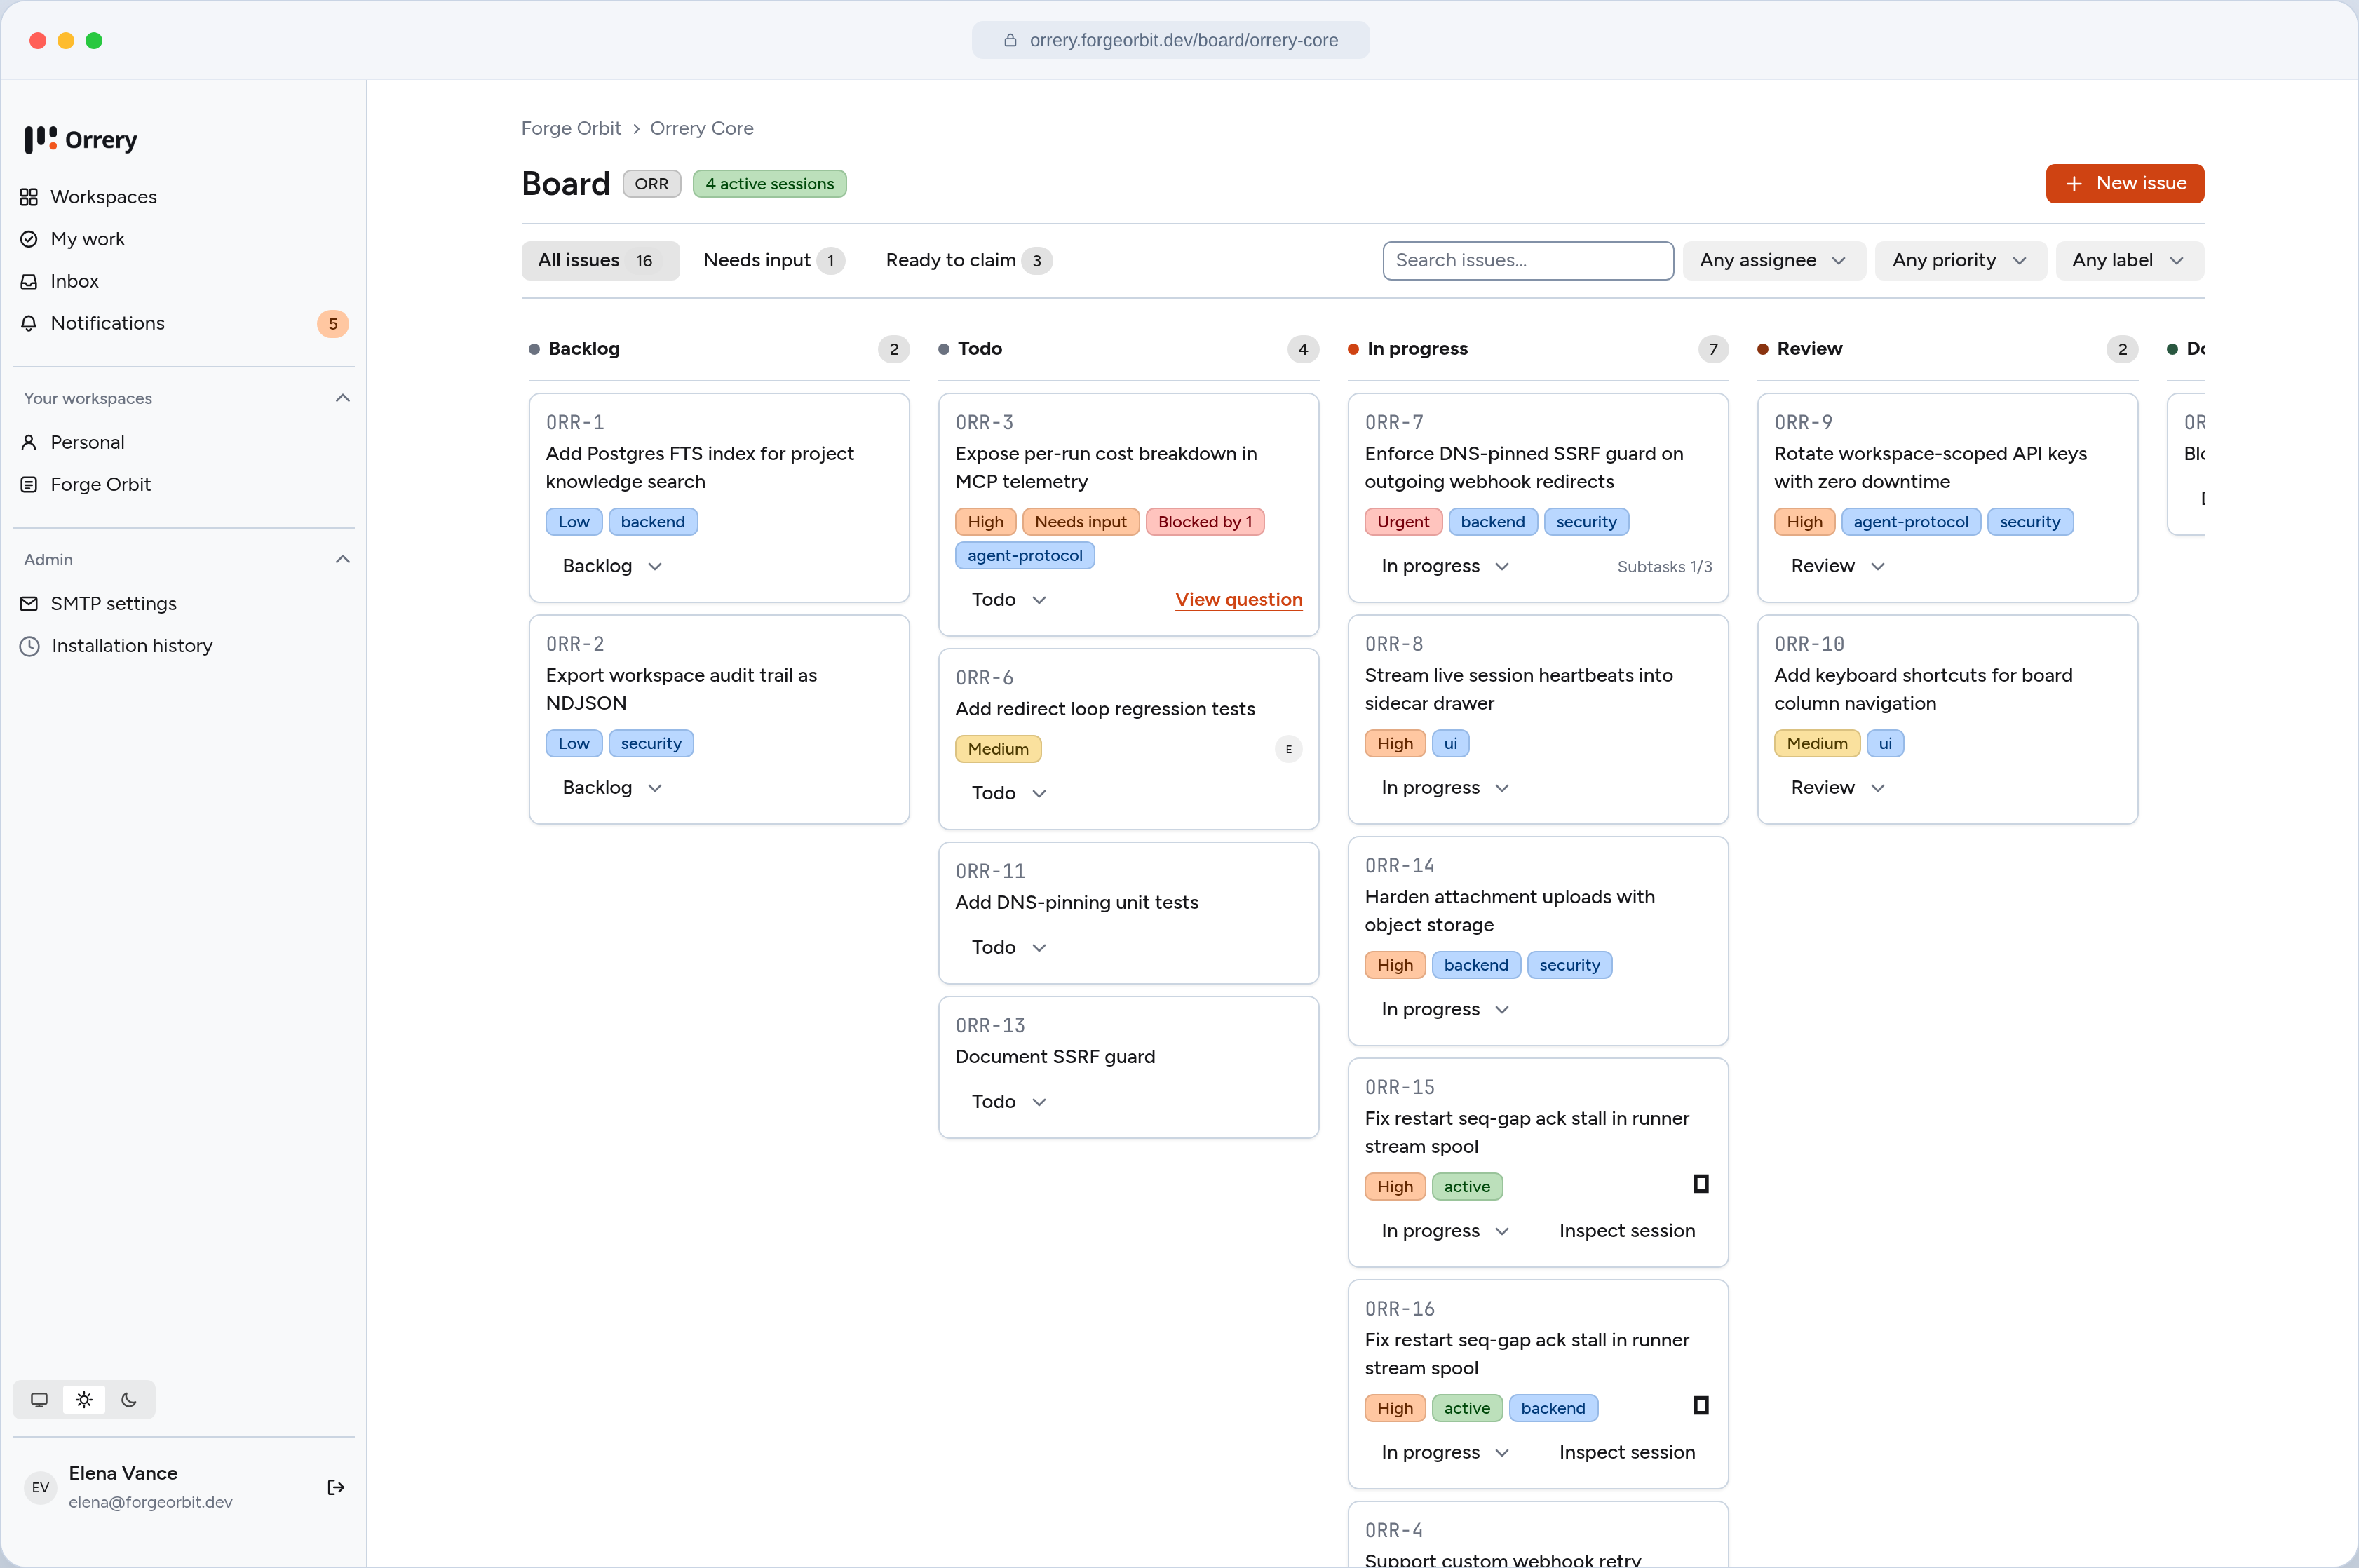 orrery.forgeorbit.dev/board/orrery-core
Orrery
Workspaces
My work
Inbox
Notifications 5
Your workspaces
Personal
Forge Orbit
Admin
SMTP settings
Installation history
EV
Elena Vance
elena@forgeorbit.dev
Forge Orbit > Orrery Core
Board ORR 4 active sessions
New issue
All issues 16 Needs input 1 Ready to claim 3
Search issues... Any assignee Any priority Any label
Backlog 2
ORR-1
Add Postgres FTS index for project
knowledge search
Low backend
Backlog
ORR-2
Export workspace audit trail as
NDJSON
Low security
Backlog
Todo 4
ORR-3
Expose per-run cost breakdown in
MCP telemetry
High Needs input Blocked by 1
agent-protocol
Todo View question
ORR-6
Add redirect loop regression tests
Medium E
Todo
ORR-11
Add DNS-pinning unit tests
Todo
ORR-13
Document SSRF guard
Todo
In progress 7
ORR-7
Enforce DNS-pinned SSRF guard on
outgoing webhook redirects
Urgent backend security
In progress Subtasks 1/3
ORR-8
Stream live session heartbeats into
sidecar drawer
High ui
In progress
ORR-14
Harden attachment uploads with
object storage
High backend security
In progress
ORR-15
Fix restart seq-gap ack stall in runner
stream spool
High active
In progress Inspect session
ORR-16
Fix restart seq-gap ack stall in runner
stream spool
High active backend
In progress Inspect session
ORR-4
Support custom webhook retry
Review 2
ORR-9
Rotate workspace-scoped API keys
with zero downtime
High agent-protocol security
Review
ORR-10
Add keyboard shortcuts for board
column navigation
Medium ui
Review